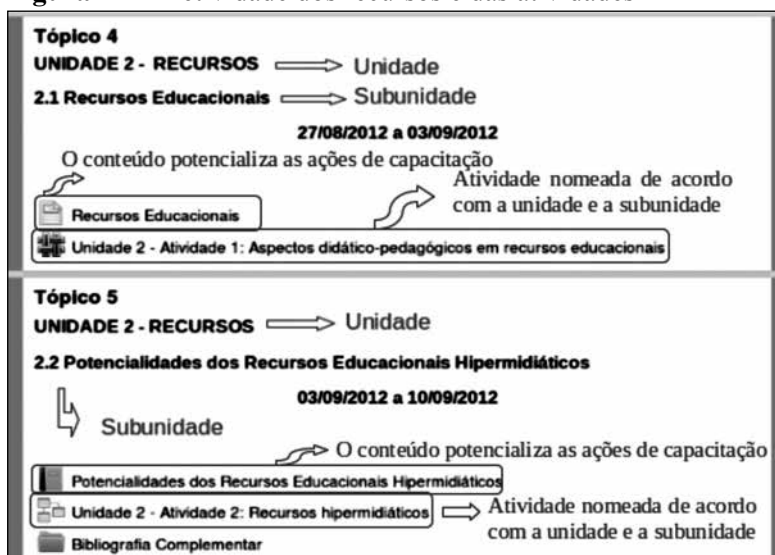 Tópico 4
UNIDADE 2 - RECURSOS Unidade
2.1 Recursos Educacionais Subunidade
27/08/2012 a 03/09/2012
O conteúdo potencializa as ações de capacitação
Atividade nomeada de acordo
com a unidade e a subunidade
Recursos Educacionais
Unidade 2 - Atividade 1: Aspectos didático-pedagógicos em recursos educacionais
Tópico 5
UNIDADE 2 - RECURSOS Unidade
2.2 Potencialidades dos Recursos Educacionais Hipermidiáticos
03/09/2012 a 10/09/2012
Subunidade
O conteúdo potencializa as ações de capacitação
Potencialidades dos Recursos Educacionais Hipermidiáticos
Unidade 2 - Atividade 2: Recursos hipermidiáticos
Atividade nomeada de acordo
com a unidade e a subunidade
Bibliografia Complementar